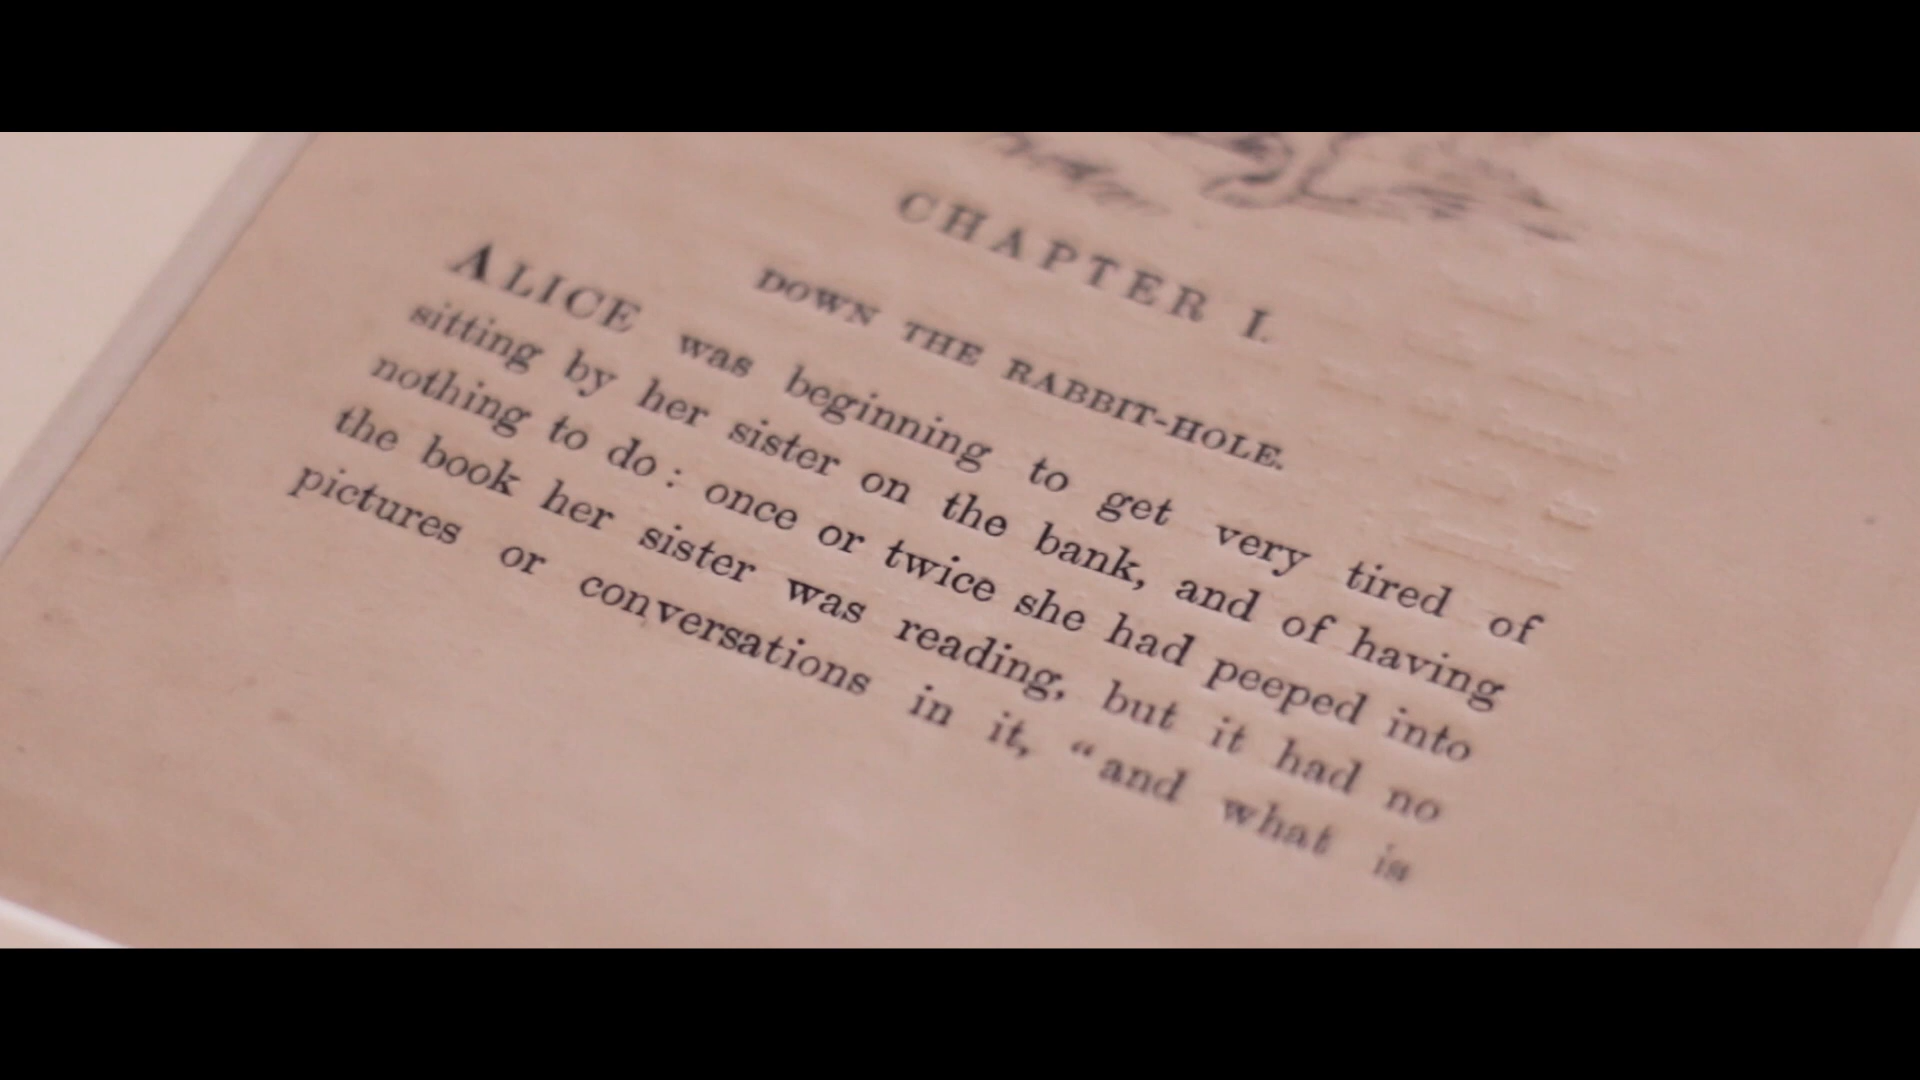 CHAPTER I.
DOWN THE RABBIT-HOLE.
ALICE was beginning to get very tired of
sitting by her sister on the bank, and of having
nothing to do : once or twice she had peeped into
the book her sister was reading, but it had no
pictures or conversations in it, “and what is